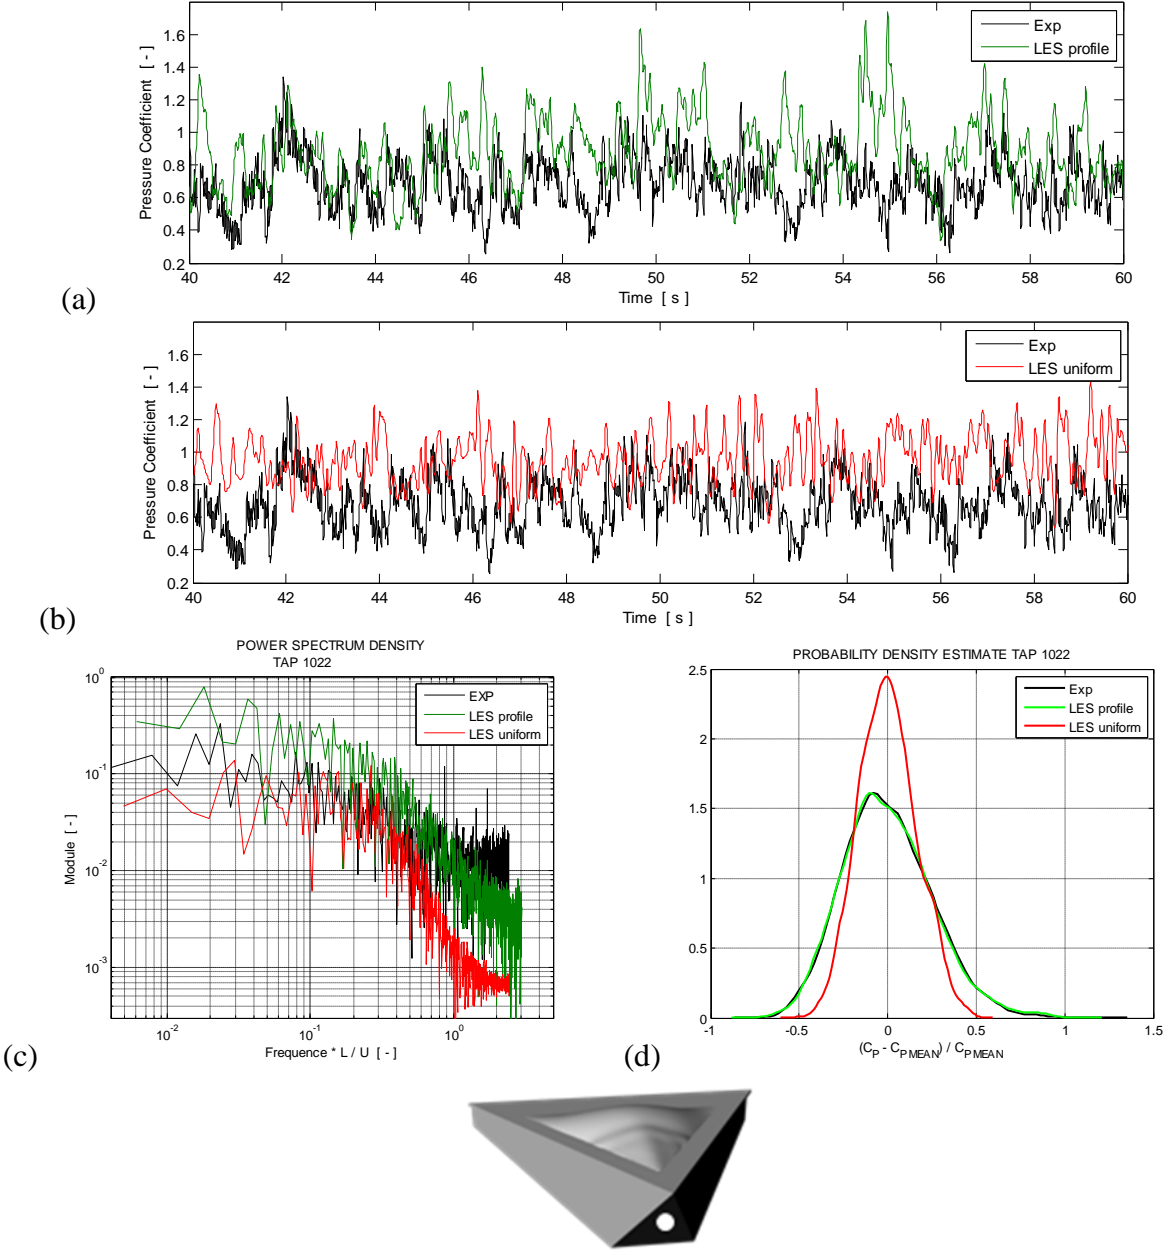 1.6
1.4
1.2
1
0.8
0.6
0.4
0.2
Pressure Coefficient [ - ]
Exp
LES profile
40 42 44 46 48 50 52 54 56 58 60
Time [ s ]
(a)
1.6
1.4
1.2
1
0.8
0.6
0.4
0.2
Pressure Coefficient [ - ]
Exp
LES uniform
40 42 44 46 48 50 52 54 56 58 60
Time [ s ]
(b)
POWER SPECTRUM DENSITY
TAP 1022
10^0
10^-1
10^-2
10^-3
Module [ - ]
EXP
LES profile
LES uniform
10^-2 10^-1 10^0
Frequence * L / U [ - ]
(c)
PROBABILITY DENSITY ESTIMATE TAP 1022
2.5
2
1.5
1
0.5
0
Exp
LES profile
LES uniform
-1 -0.5 0 0.5 1 1.5
(C_P - C_PMEAN) / C_PMEAN
(d)